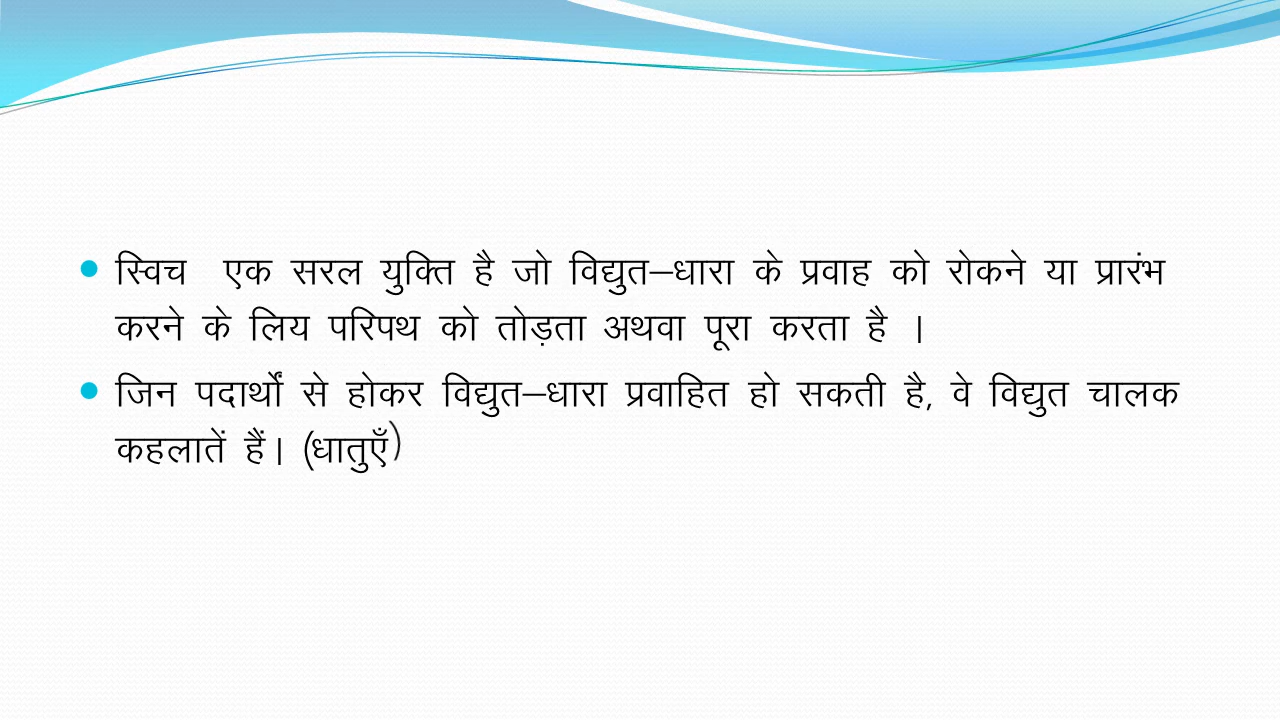 • स्विच एक सरल युक्ति है जो विद्युत–धारा के प्रवाह को रोकने या प्रारंभ
करने के लिय परिपथ को तोड़ता अथवा पूरा करता है ।
• जिन पदार्थों से होकर विद्युत–धारा प्रवाहित हो सकती है, वे विद्युत चालक
कहलातें हैं। (धातुएँ)